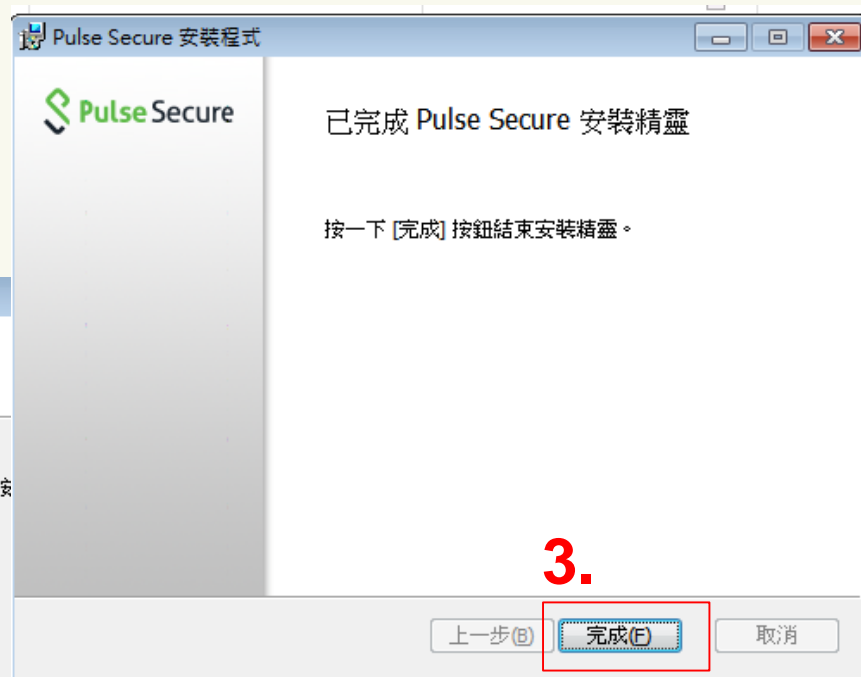 Pulse Secure 安裝程式
Pulse Secure
已完成 Pulse Secure 安裝精靈
按一下 [完成] 按鈕結束安裝精靈。
3.
上一步(B)
完成(F)
取消